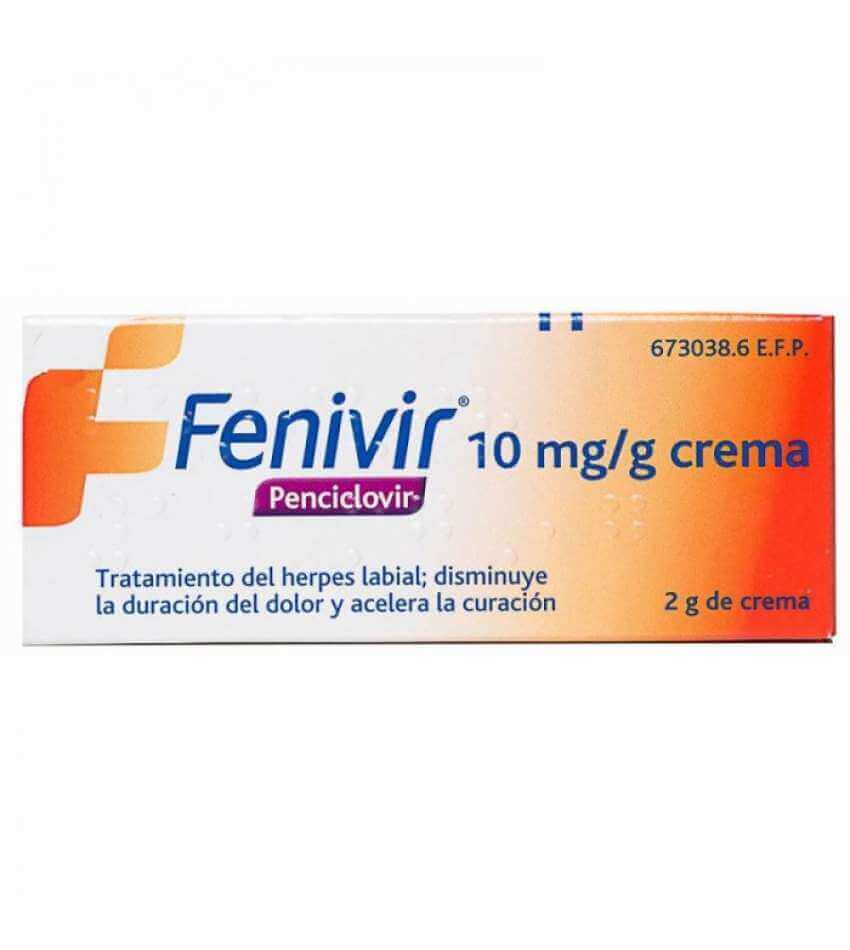 673038.6 E.F.P.
Fenivir® 10 mg/g crema
Penciclovir
Tratamiento del herpes labial; disminuye
la duración del dolor y acelera la curación
2 g de crema